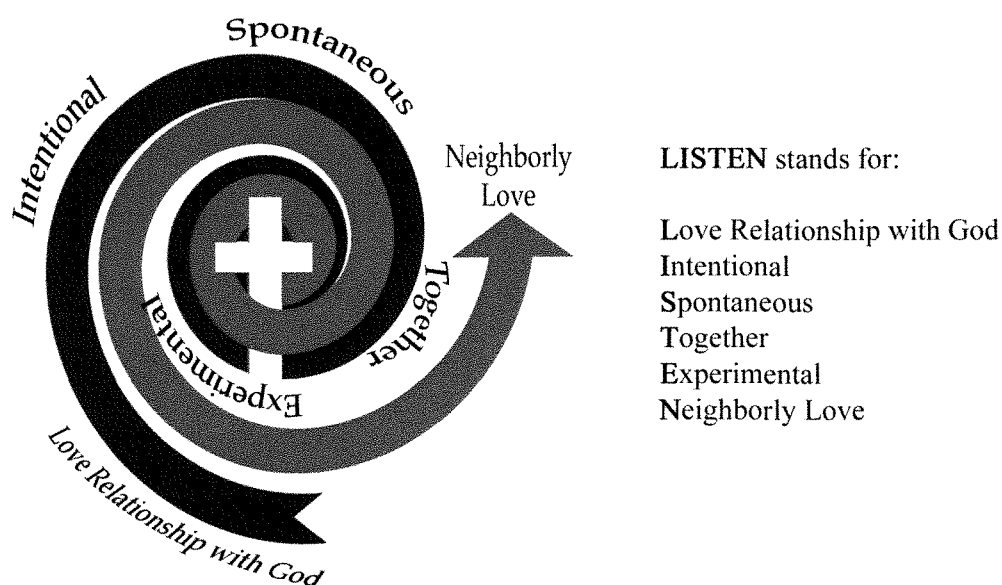 Spontaneous
Intentional
Neighborly
Love
Together
Experimental
Love Relationship with God
LISTEN stands for:
Love Relationship with God
Intentional
Spontaneous
Together
Experimental
Neighborly Love